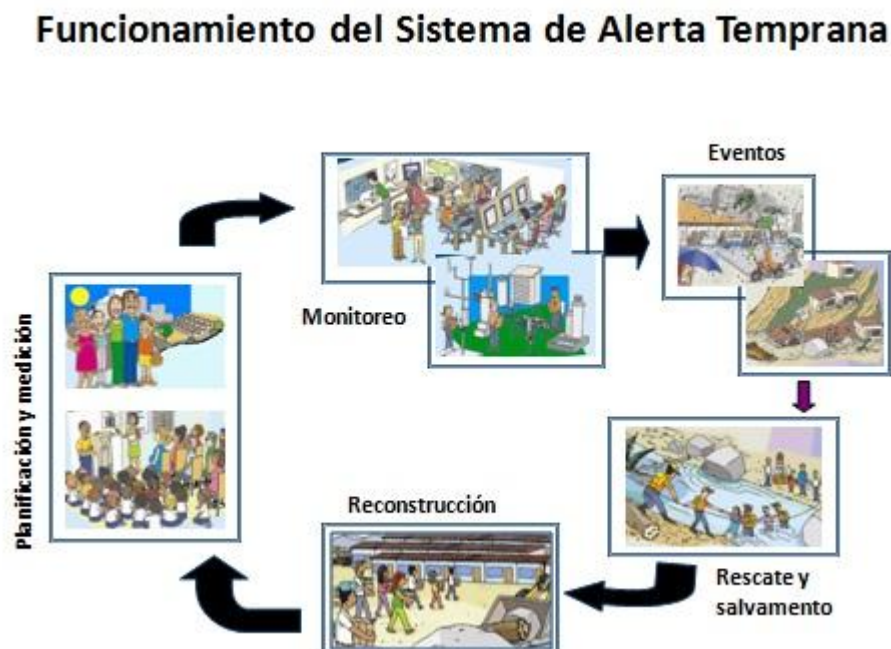 Funcionamiento del Sistema de Alerta Temprana
Eventos
Monitoreo
Planificación y medición
Reconstrucción
Rescate y
salvamento